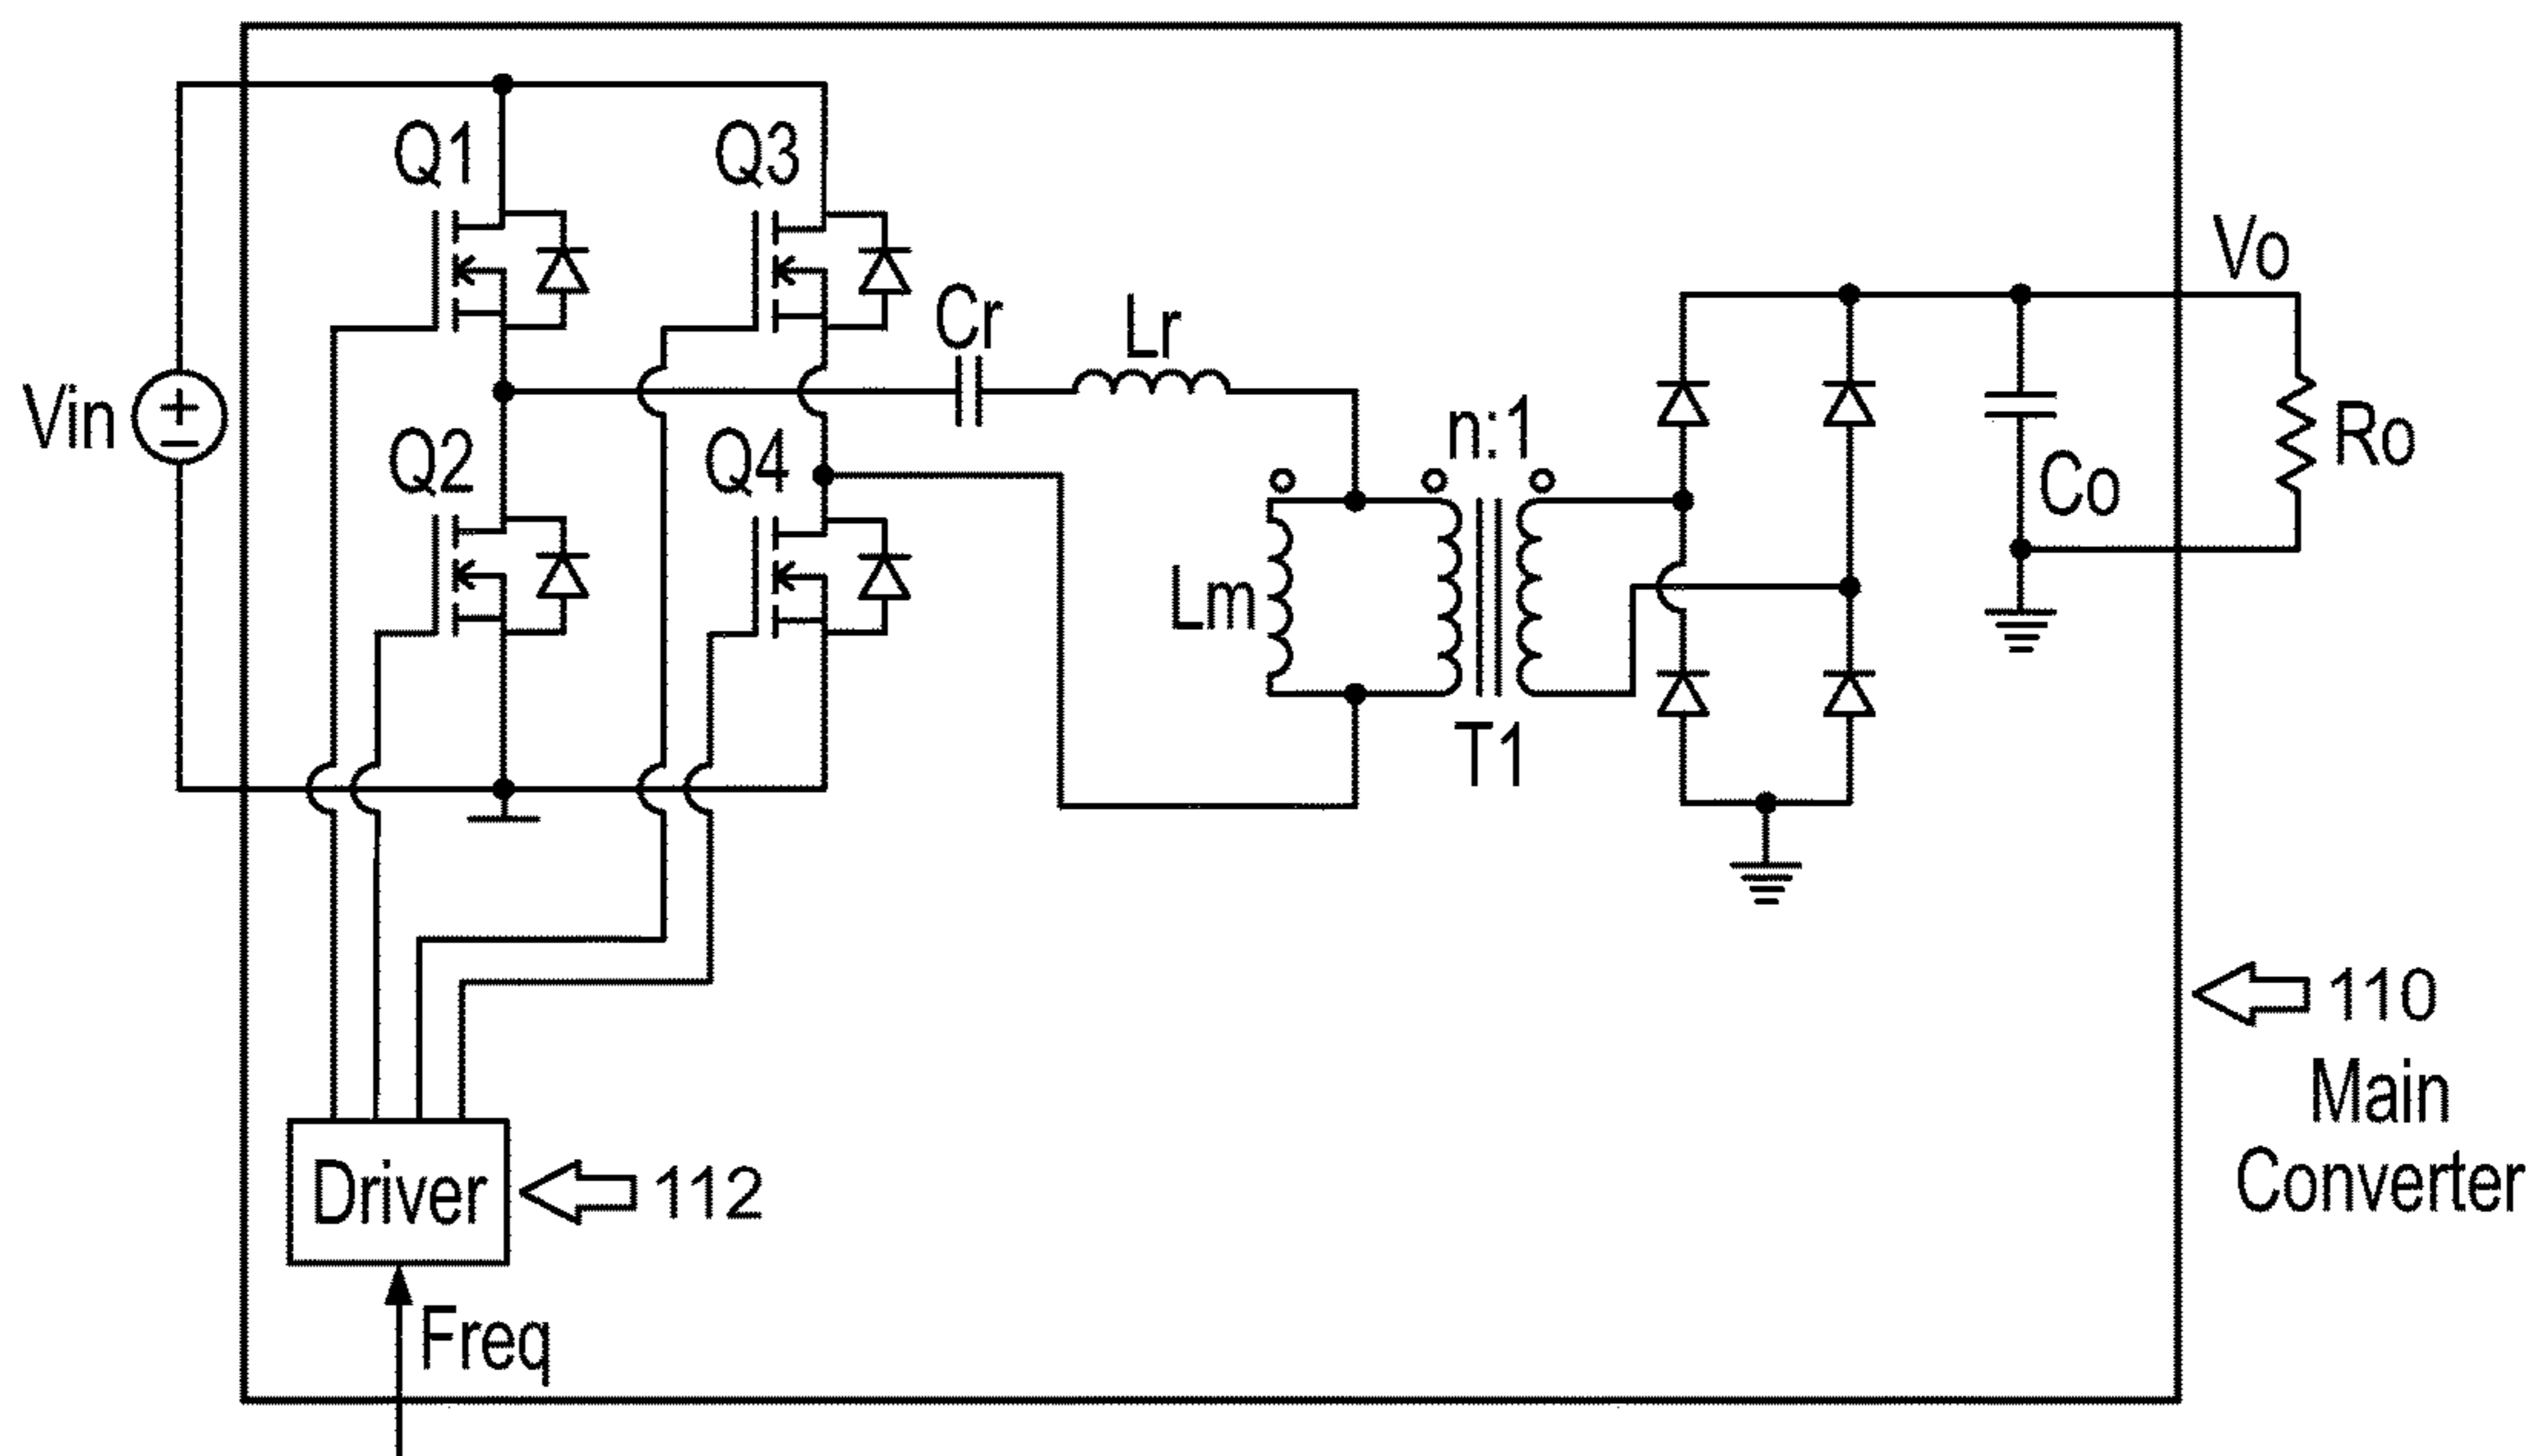 Q1
Q3
Vin
Cr
Lr
Vo
Q2
Q4
n:1
Ro
Co
Lm
T1
110
Main
Converter
Driver
112
Freq